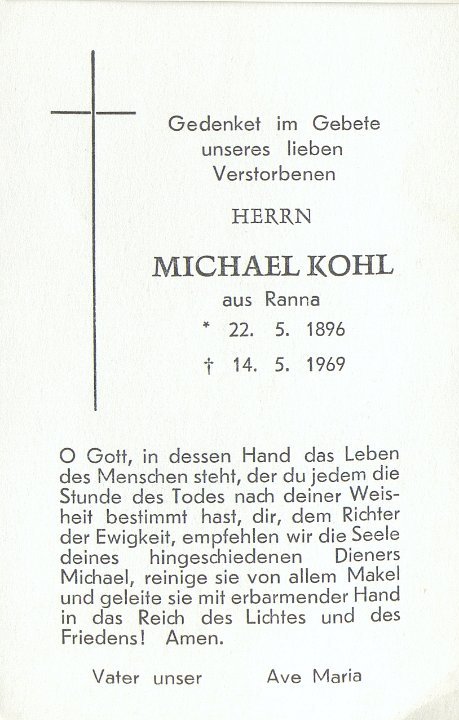 Gedenket im Gebete
unseres lieben
Verstorbenen
HERRN
MICHAEL KOHL
aus Ranna
* 22. 5. 1896
† 14. 5. 1969
O Gott, in dessen Hand das Leben
des Menschen steht, der du jedem die
Stunde des Todes nach deiner Weis-
heit bestimmt hast, dir, dem Richter
der Ewigkeit, empfehlen wir die Seele
deines hingeschiedenen Dieners
Michael, reinige sie von allem Makel
und geleite sie mit erbarmender Hand
in das Reich des Lichtes und des
Friedens! Amen.
Vater unser Ave Maria